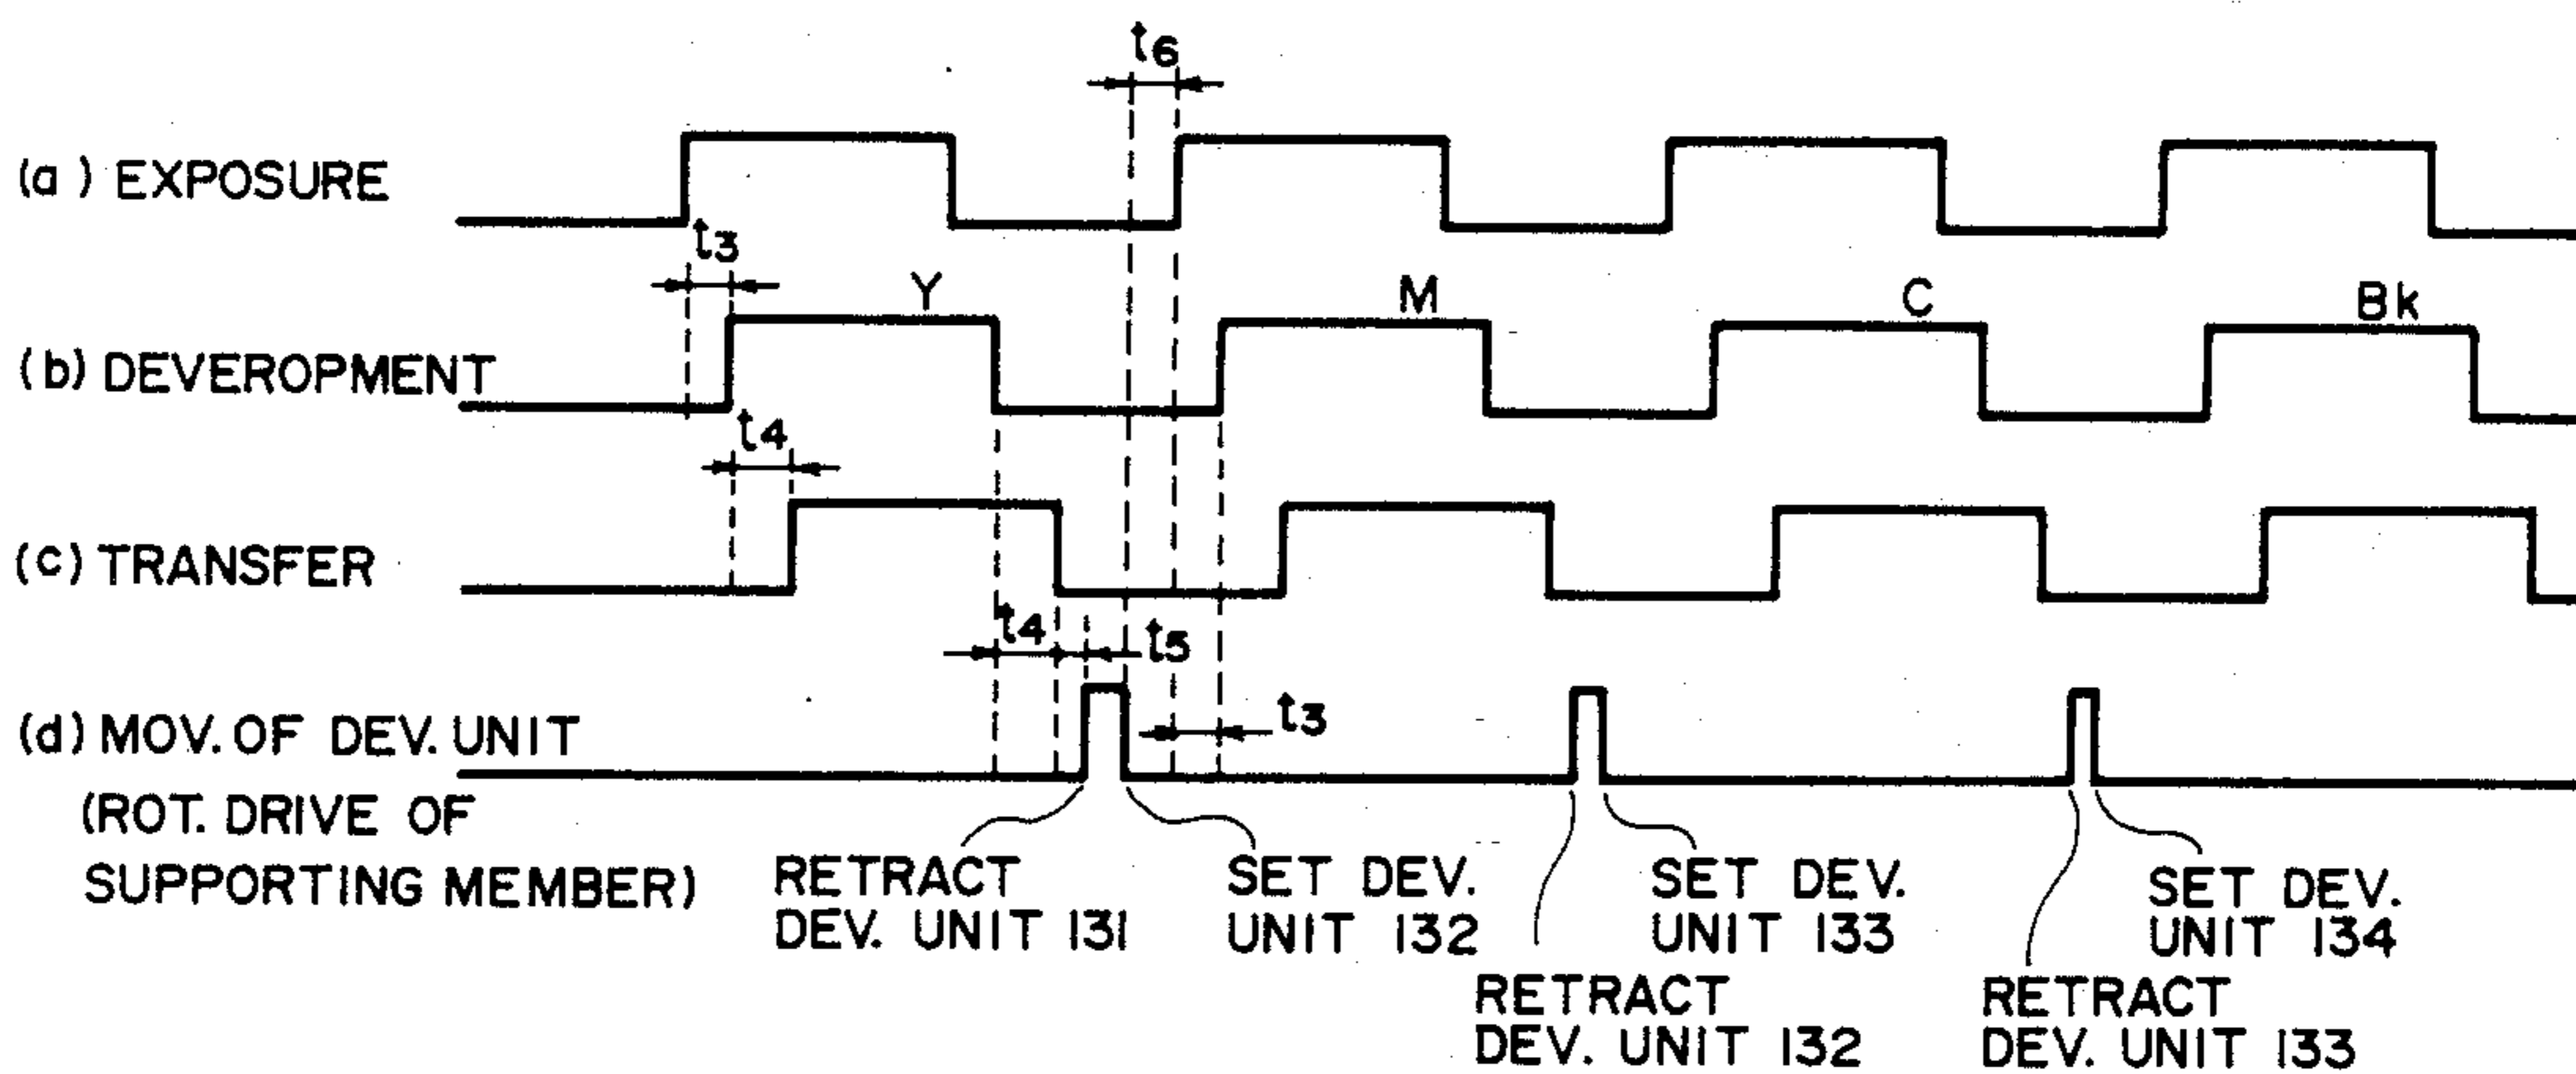 t6
(a) EXPOSURE
t3
Y
M
C
Bk
(b) DEVEROPMENT
t4
(c) TRANSFER
t4
t5
t3
(d) MOV. OF DEV. UNIT
(ROT. DRIVE OF
SUPPORTING MEMBER)
RETRACT
DEV. UNIT 131
SET DEV.
UNIT 132
SET DEV.
UNIT 133
SET DEV.
UNIT 134
RETRACT
DEV. UNIT 132
RETRACT
DEV. UNIT 133